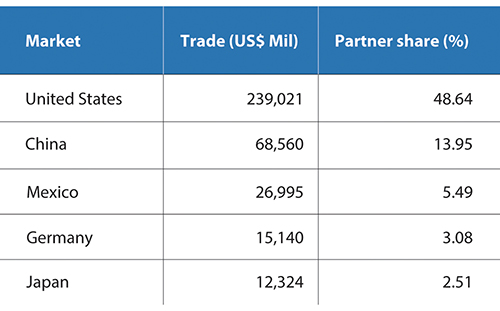 Market Trade (US$ Mil) Partner share (%)
United States 239,021 48.64
China 68,560 13.95
Mexico 26,995 5.49
Germany 15,140 3.08
Japan 12,324 2.51